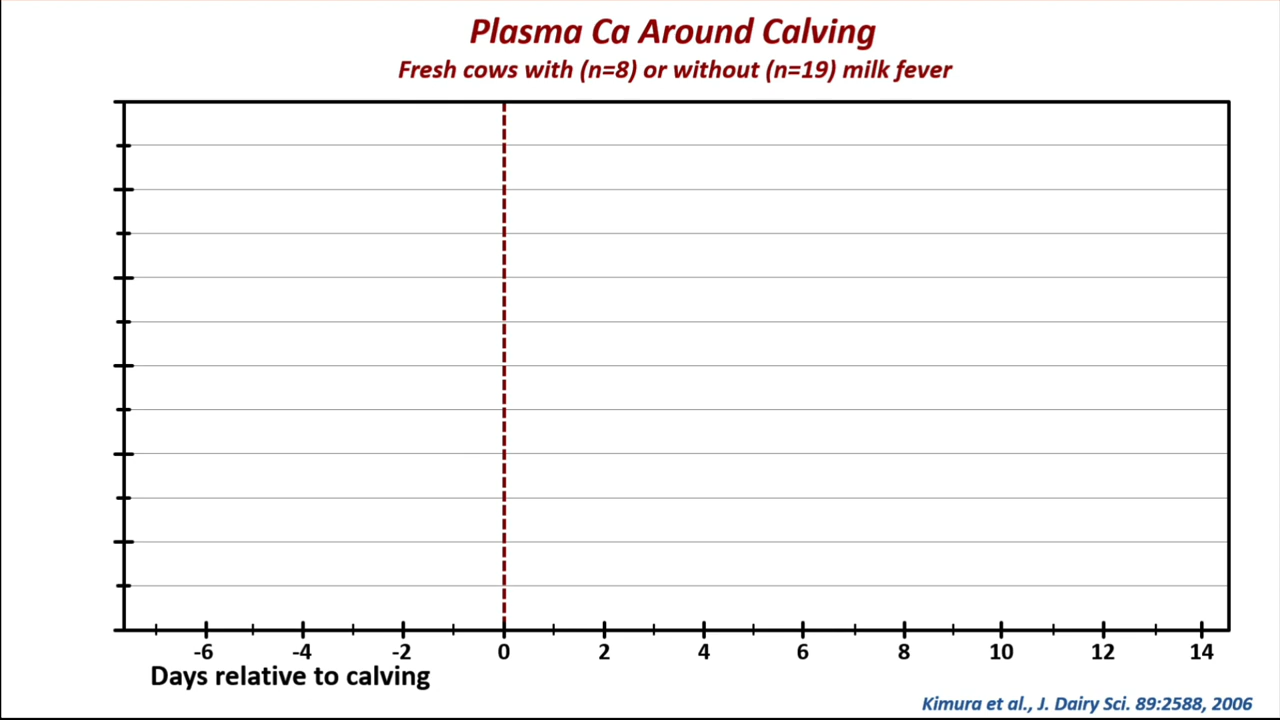 Plasma Ca Around Calving
Fresh cows with (n=8) or without (n=19) milk fever
-6 -4 -2 0 2 4 6 8 10 12 14
Days relative to calving
Kimura et al., J. Dairy Sci. 89:2588, 2006